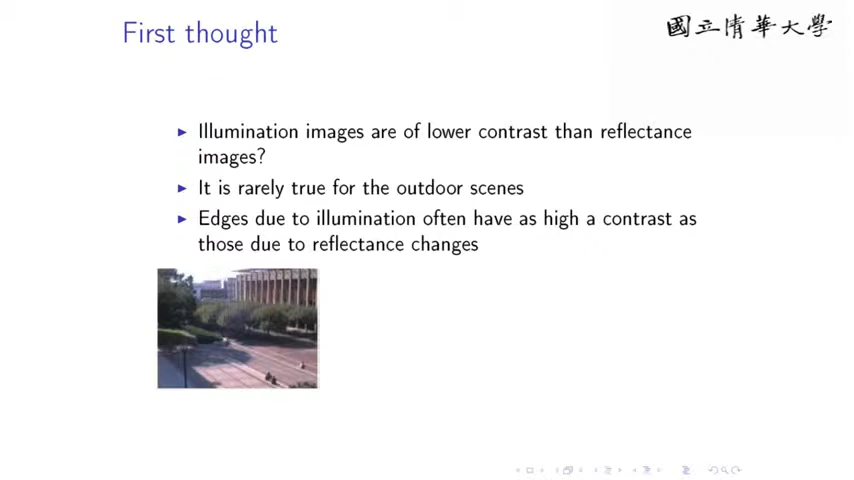 First thought
國立清華大學
Illumination images are of lower contrast than reflectance
images?
It is rarely true for the outdoor scenes
Edges due to illumination often have as high a contrast as
those due to reflectance changes